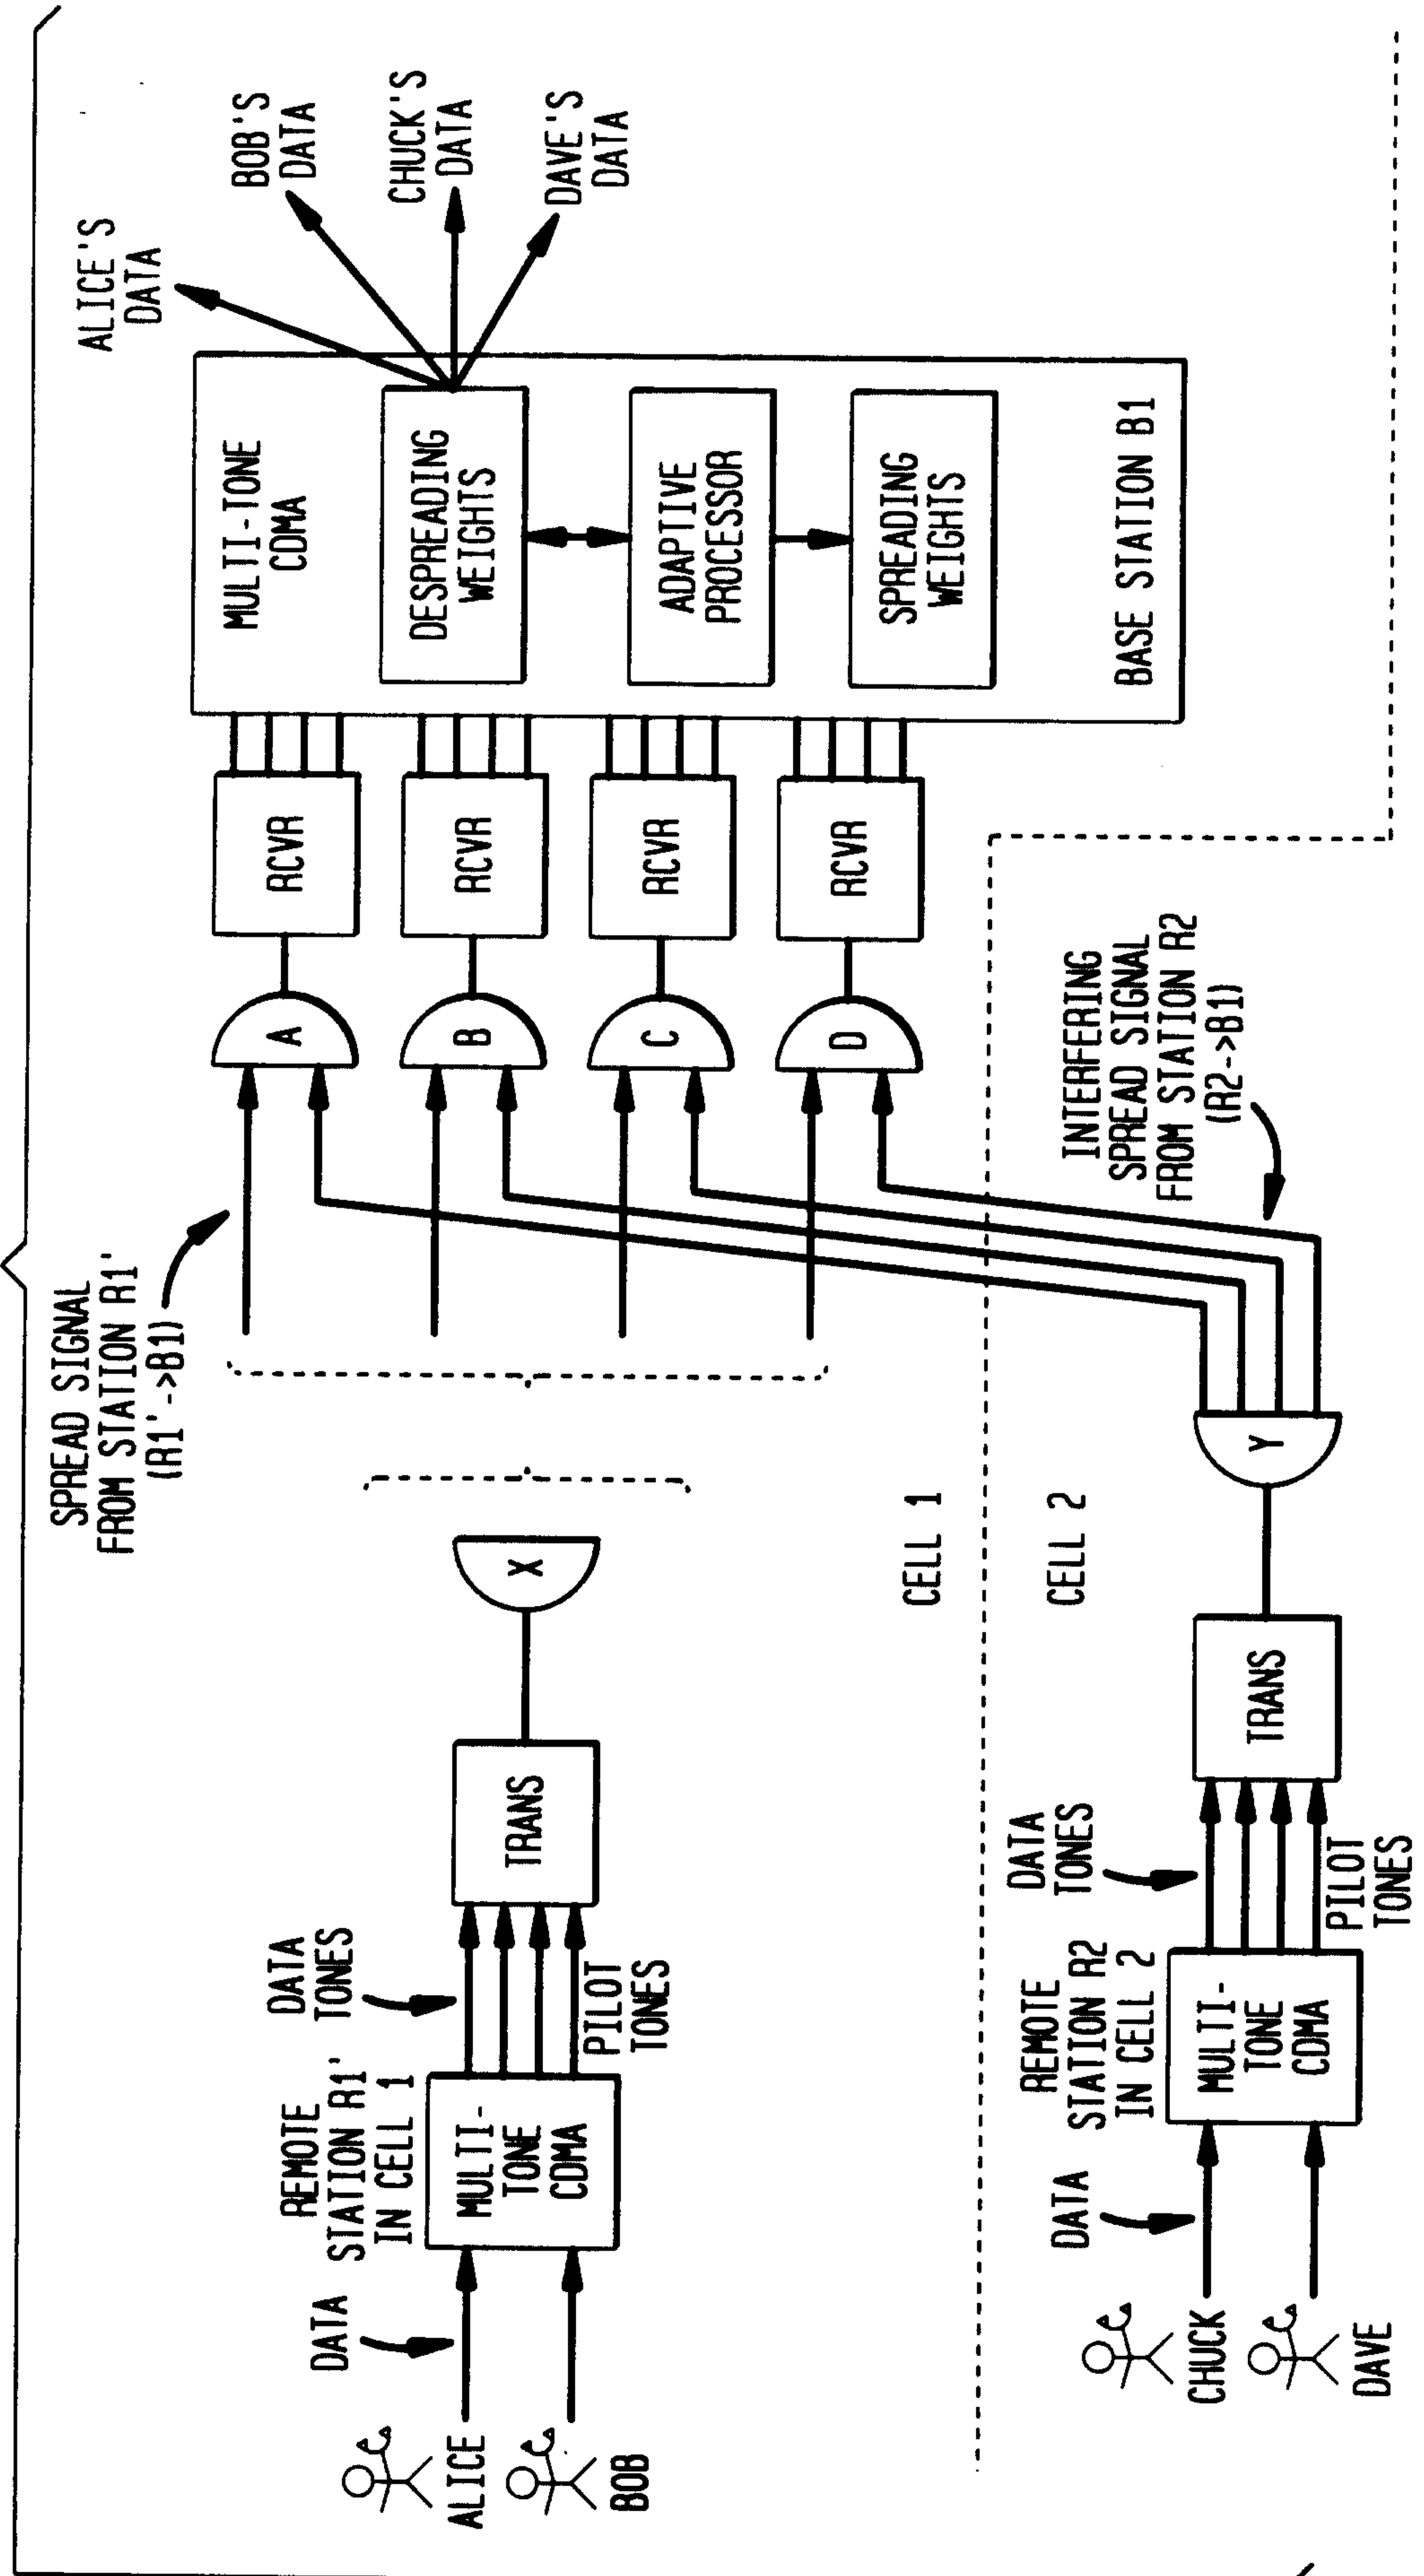 SPREAD SIGNAL
FROM STATION R1'
(R1'->B1)
ALICE'S
DATA
BOB'S
DATA
CHUCK'S
DATA
DAVE'S
DATA
MULTI-TONE
CDMA
DESPREADING
WEIGHTS
ADAPTIVE
PROCESSOR
SPREADING
WEIGHTS
BASE STATION B1
RCVR
RCVR
RCVR
RCVR
A
B
C
D
REMOTE
STATION R1'
IN CELL 1
DATA
ALICE
BOB
MULTI-
TONE
CDMA
DATA
TONES
PILOT
TONES
TRANS
X
CELL 1
CELL 2
INTERFERING
SPREAD SIGNAL
FROM STATION R2
(R2->B1)
REMOTE
STATION R2
IN CELL 2
DATA
CHUCK
DAVE
MULTI-
TONE
CDMA
DATA
TONES
PILOT
TONES
TRANS
Y